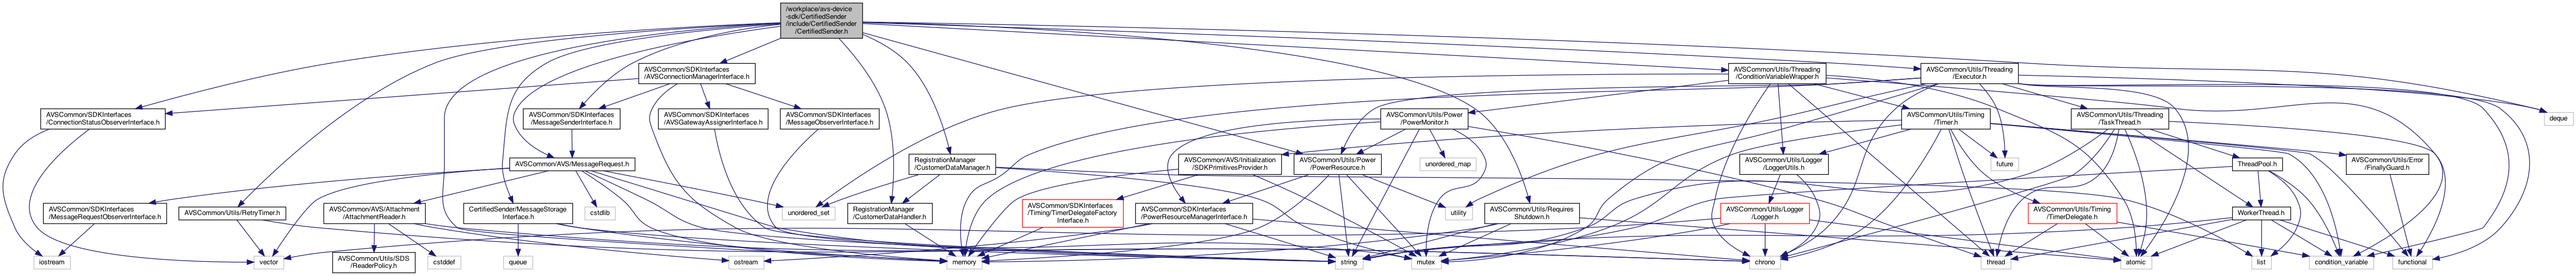 /workplace/avs-device
-sdk/CertifiedSender
/include/CertifiedSender
/CertifiedSender.h
AVSCommon/SDKInterfaces
/AVSConnectionManagerInterface.h
AVSCommon/Utils/Threading
/ConditionVariableWrapper.h
AVSCommon/Utils/Threading
/Executor.h
AVSCommon/SDKInterfaces
/ConnectionStatusObserverInterface.h
AVSCommon/SDKInterfaces
/MessageSenderInterface.h
AVSCommon/SDKInterfaces
/AVSGatewayAssignerInterface.h
AVSCommon/SDKInterfaces
/MessageObserverInterface.h
AVSCommon/Utils/Power
/PowerMonitor.h
AVSCommon/Utils/Timing
/Timer.h
AVSCommon/Utils/Threading
/TaskThread.h
deque
AVSCommon/AVS/MessageRequest.h
RegistrationManager
/CustomerDataManager.h
AVSCommon/AVS/Initialization
/SDKPrimitivesProvider.h
AVSCommon/Utils/Power
/PowerResource.h
unordered_map
AVSCommon/Utils/Logger
/LoggerUtils.h
future
ThreadPool.h
AVSCommon/Utils/Error
/FinallyGuard.h
AVSCommon/SDKInterfaces
/MessageRequestObserverInterface.h
AVSCommon/Utils/RetryTimer.h
AVSCommon/AVS/Attachment
/AttachmentReader.h
CertifiedSender/MessageStorage
Interface.h
cstdlib
unordered_set
RegistrationManager
/CustomerDataHandler.h
AVSCommon/SDKInterfaces
/Timing/TimerDelegateFactory
Interface.h
AVSCommon/SDKInterfaces
/PowerResourceManagerInterface.h
utility
AVSCommon/Utils/Requires
Shutdown.h
AVSCommon/Utils/Logger
/Logger.h
AVSCommon/Utils/Timing
/TimerDelegate.h
WorkerThread.h
iostream
vector
AVSCommon/Utils/SDS
/ReaderPolicy.h
cstddef
queue
ostream
memory
string
mutex
chrono
thread
atomic
list
condition_variable
functional